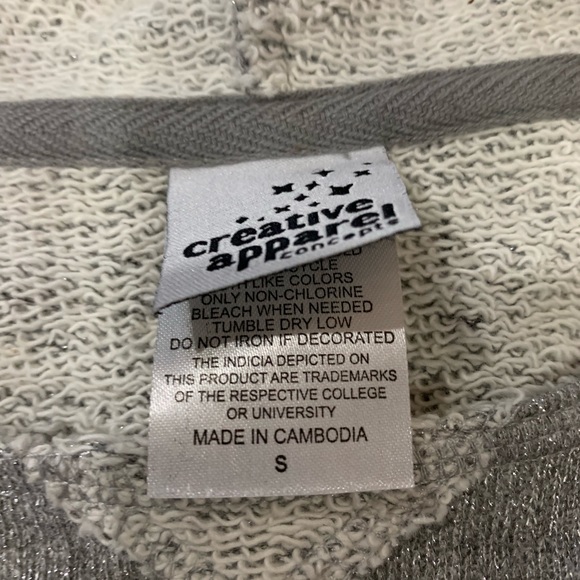 creative
apparel
concepts
LIKE COLORS
ONLY NON-CHLORINE
BLEACH WHEN NEEDED
TUMBLE DRY LOW
DO NOT IRON IF DECORATED
THE INDICIA DEPICTED ON
THIS PRODUCT ARE TRADEMARKS
OF THE RESPECTIVE COLLEGE
OR UNIVERSITY
MADE IN CAMBODIA
S